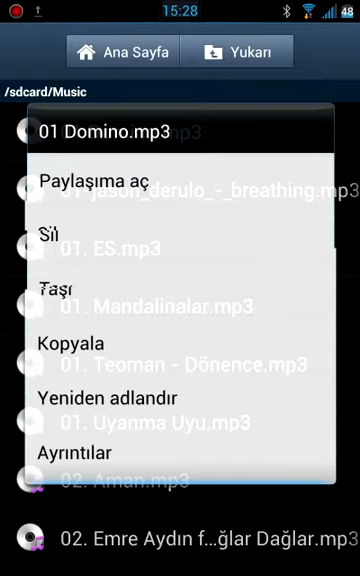 15:28
48
Ana Sayfa
Yukarı
/sdcard/Music
01 Domino.mp3
Paylaşıma aç
01 jason_derulo_-_breathing.mp3
Sil
01. ES.mp3
Taşı
01. Mandalinalar.mp3
Kopyala
01. Teoman - Dönence.mp3
Yeniden adlandır
01. Uyanma Uyu.mp3
Ayrıntılar
02. Aman.mp3
02. Emre Aydın f...ğlar Dağlar.mp3